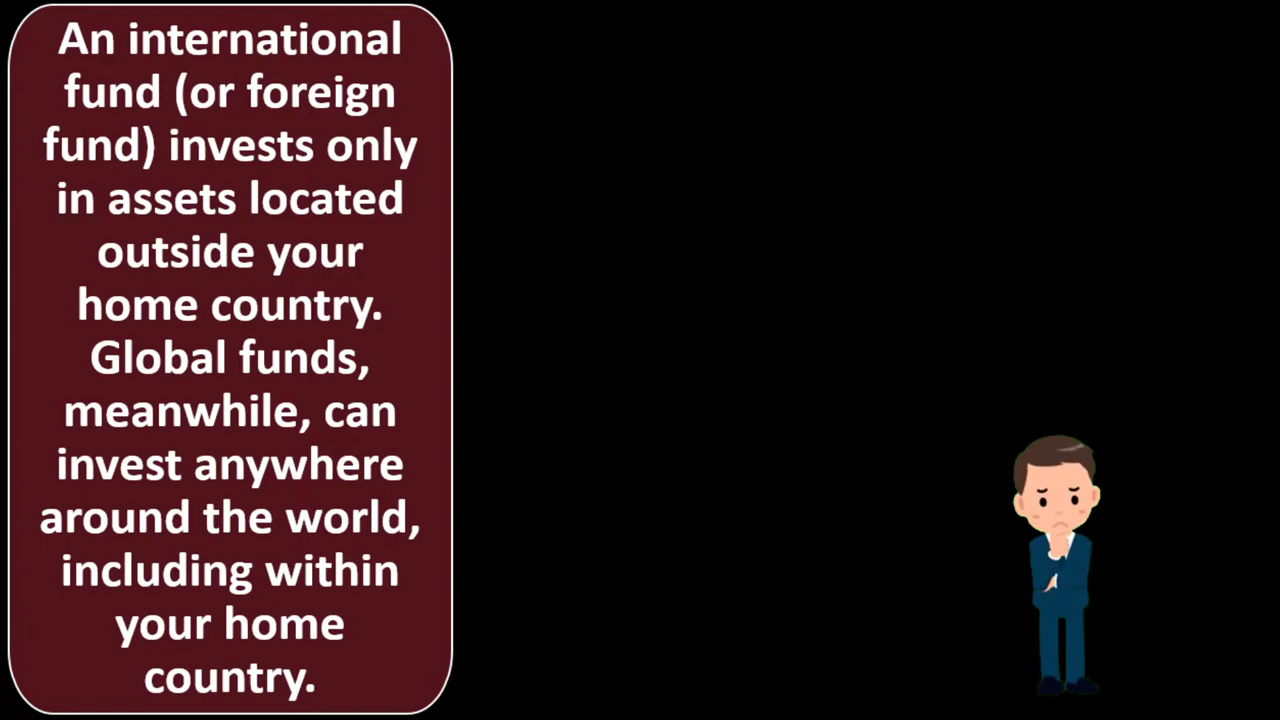 An international
fund (or foreign
fund) invests only
in assets located
outside your
home country.
Global funds,
meanwhile, can
invest anywhere
around the world,
including within
your home
country.